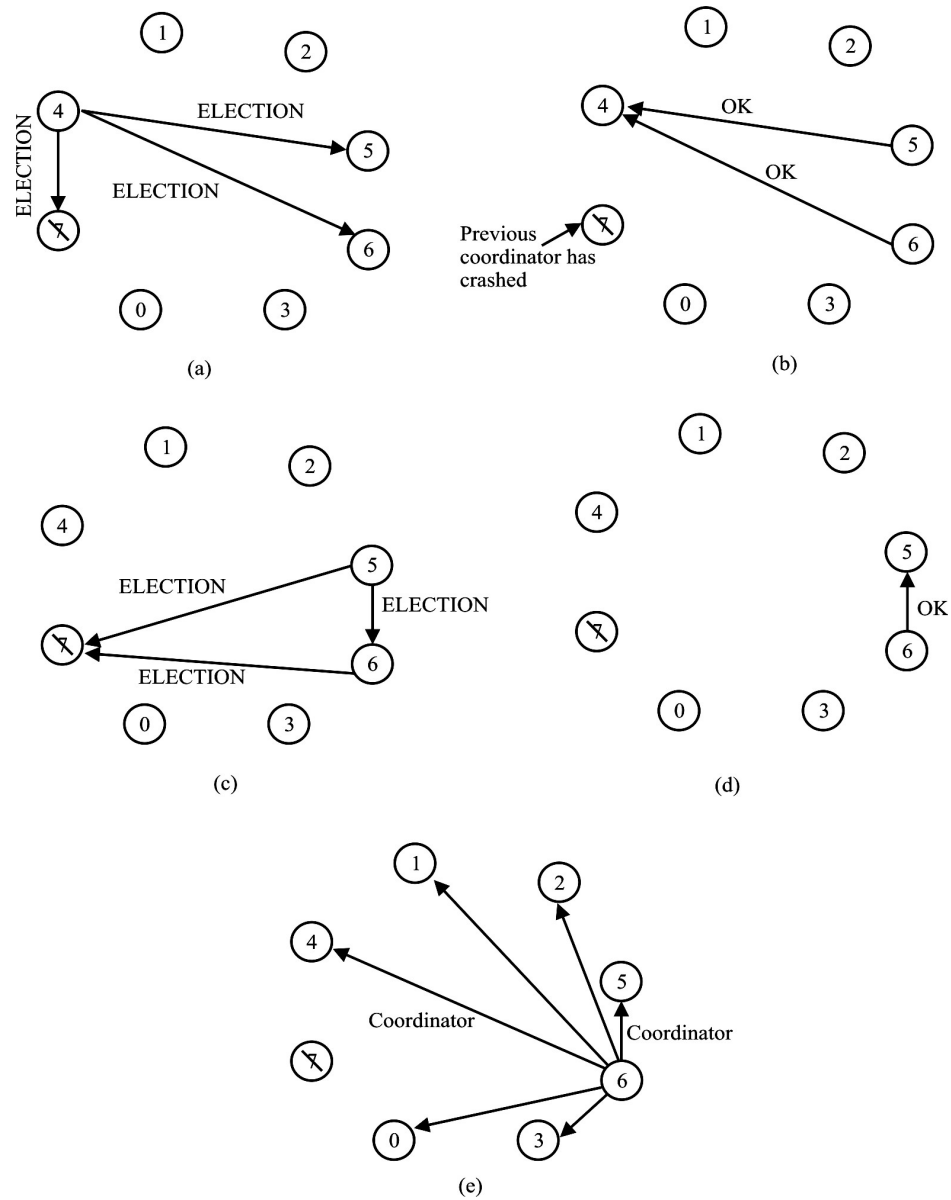 1
2
4
ELECTION
5
ELECTION
ELECTION
7
6
0
3
(a)
1
2
4
OK
5
OK
7
Previous
coordinator has
crashed
6
0
3
(b)
1
2
4
5
ELECTION
ELECTION
7
6
ELECTION
0
3
(c)
1
2
4
5
OK
7
6
0
3
(d)
1
2
4
5
Coordinator
Coordinator
7
6
0
3
(e)